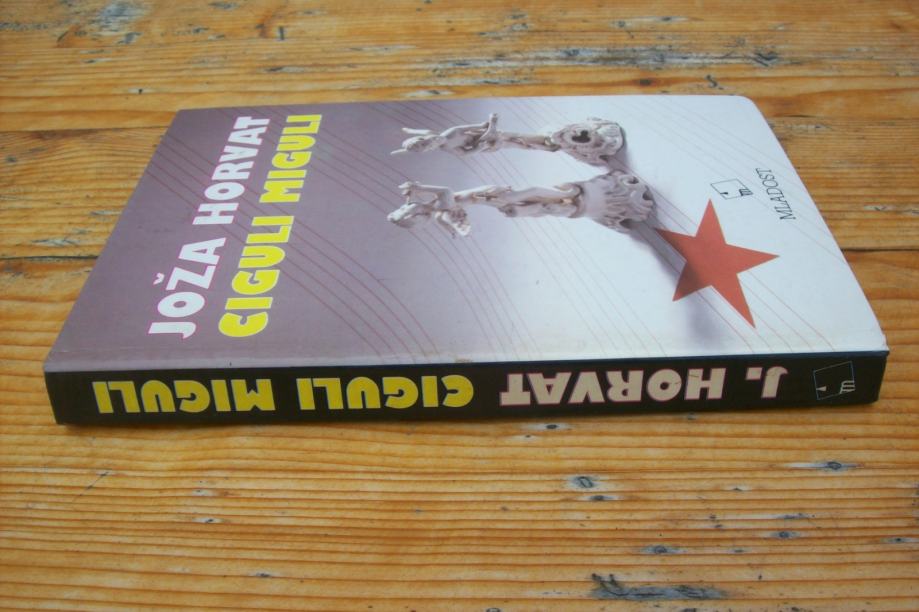 JOŽA HORVAT
CIGULI MIGULI
m
MLADOST
J. HORVAT
CIGULI MIGULI
m